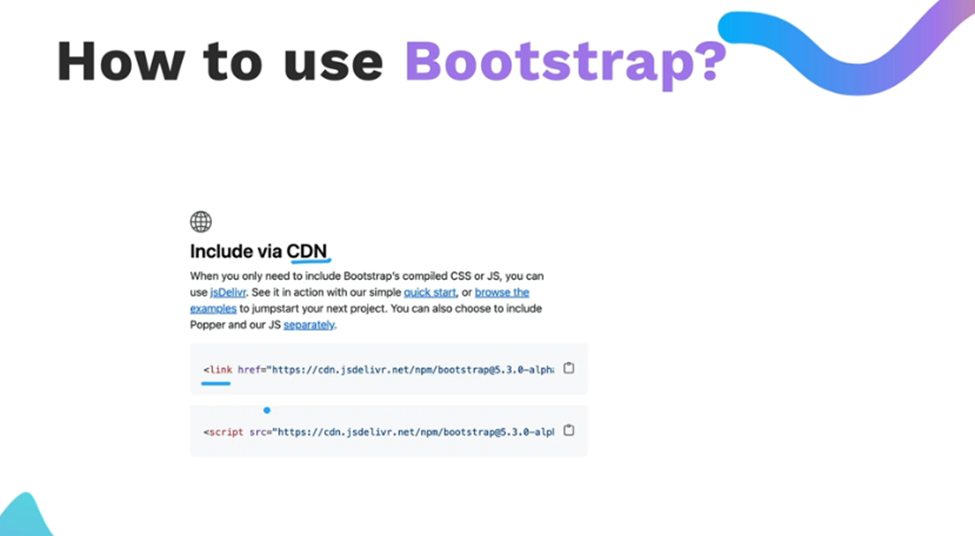 How to use Bootstrap?
Include via CDN
When you only need to include Bootstrap's compiled CSS or JS, you can
use jsDelivr. See it in action with our simple quick start, or browse the
examples to jumpstart your next project. You can also choose to include
Popper and our JS separately.
<link href="https://cdn.jsdelivr.net/npm/bootstrap@5.3.0-alpha
<script src="https://cdn.jsdelivr.net/npm/bootstrap@5.3.0-alpl